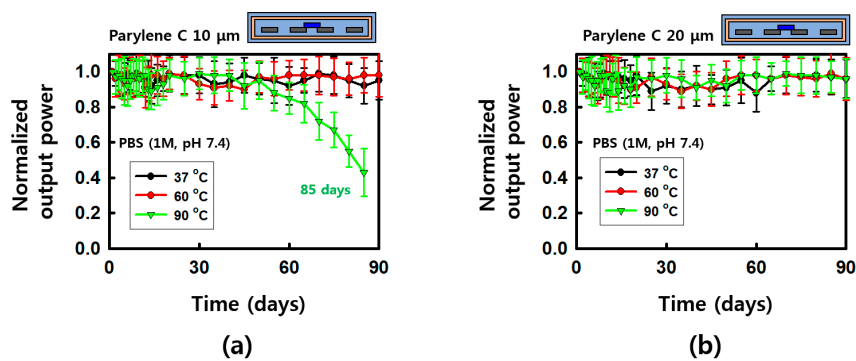 Parylene C 10 μm
Normalized
output power
1.0
0.8
0.6
0.4
0.2
0.0
PBS (1M, pH 7.4)
37 °C
60 °C
90 °C
85 days
0
30
60
90
Time (days)
(a)
Parylene C 20 μm
Normalized
output power
1.0
0.8
0.6
0.4
0.2
0.0
PBS (1M, pH 7.4)
37 °C
60 °C
90 °C
0
30
60
90
Time (days)
(b)